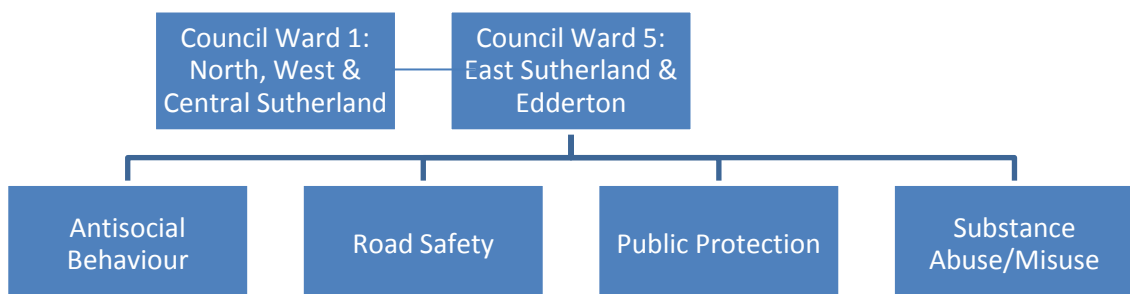 Council Ward 1:
North, West &
Central Sutherland
Council Ward 5:
East Sutherland &
Edderton
Antisocial
Behaviour
Road Safety
Public Protection
Substance
Abuse/Misuse